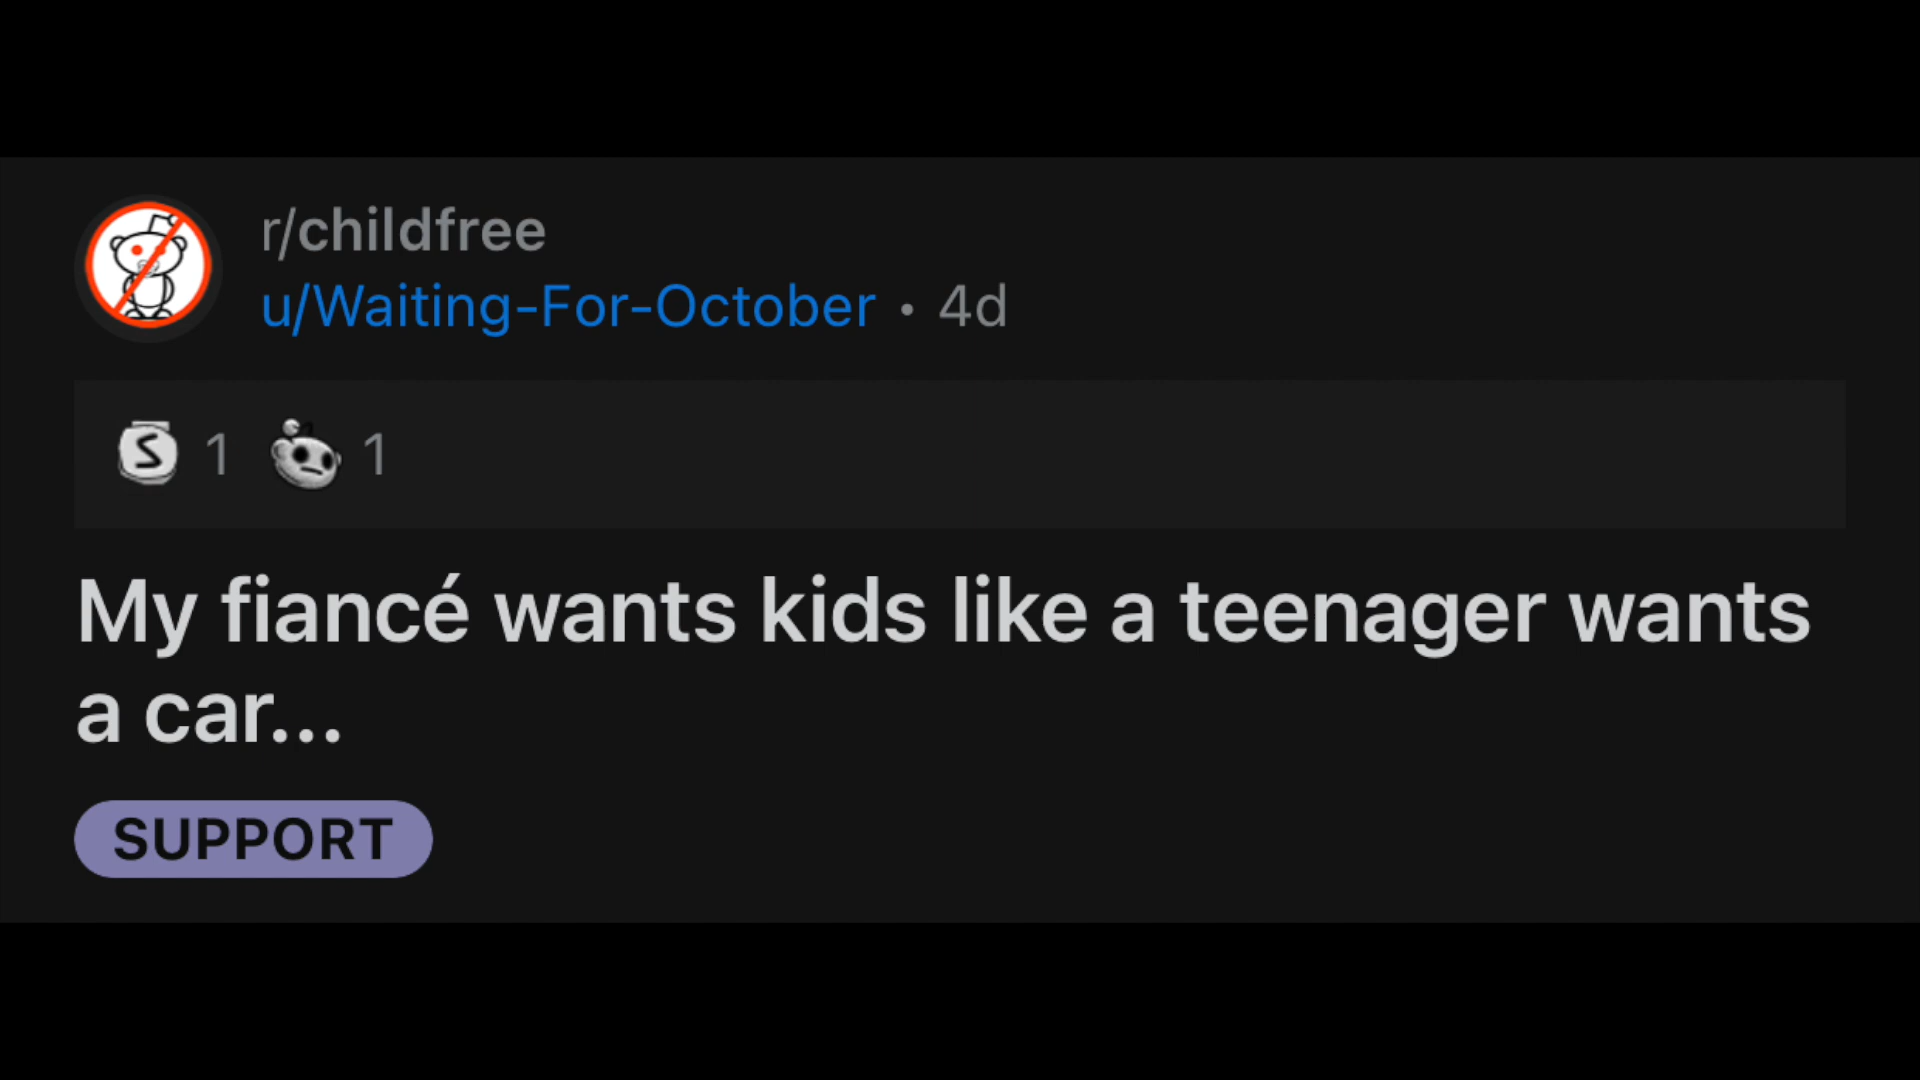 r/childfree
u/Waiting-For-October • 4d
S 1 1
My fiancé wants kids like a teenager wants
a car...
SUPPORT